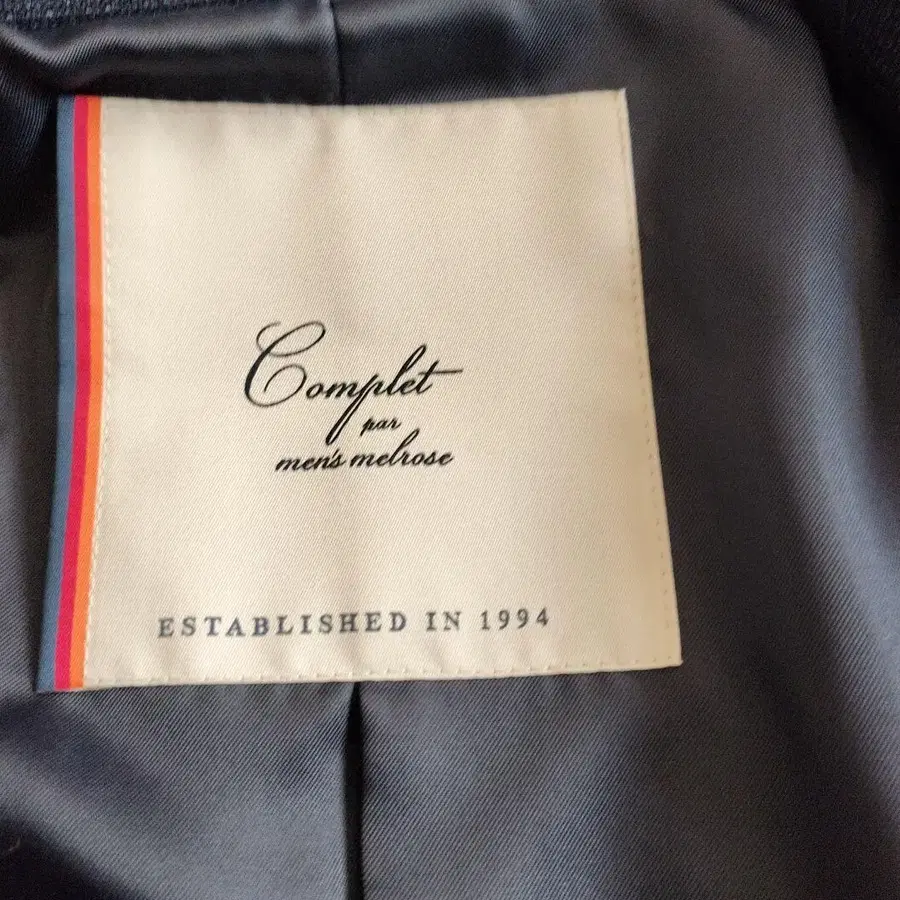 Complet
par
men's melrose
ESTABLISHED IN 1994